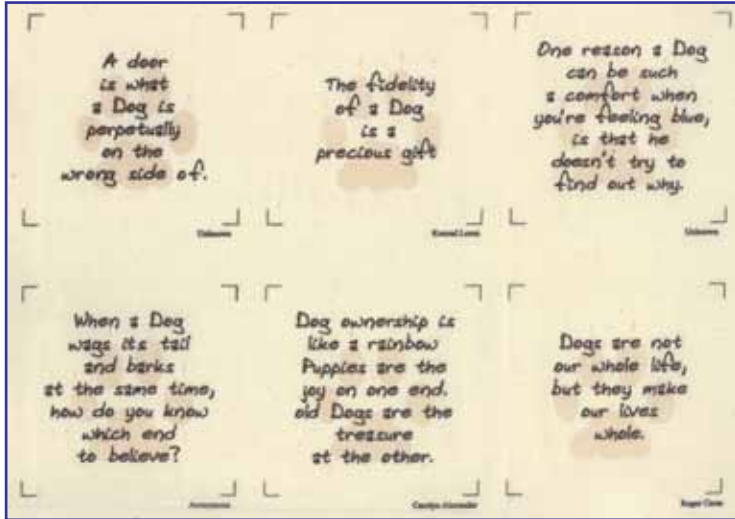 A door
is what
a Dog is
perpetually
on the
wrong side of.
Unknown
The fidelity
of a Dog
is a
precious gift
Konrad Lorenz
One reason a Dog
can be such
a comfort when
you're feeling blue,
is that he
doesn't try to
find out why.
Unknown
When a Dog
wags its tail
and barks
at the same time,
how do you know
which end
to believe?
Anonymous
Dog ownership is
like a rainbow
Puppies are the
joy on one end.
old Dogs are the
treasure
at the other.
Carolyn Alexander
Dogs are not
our whole life,
but they make
our lives
whole.
Roger Caras